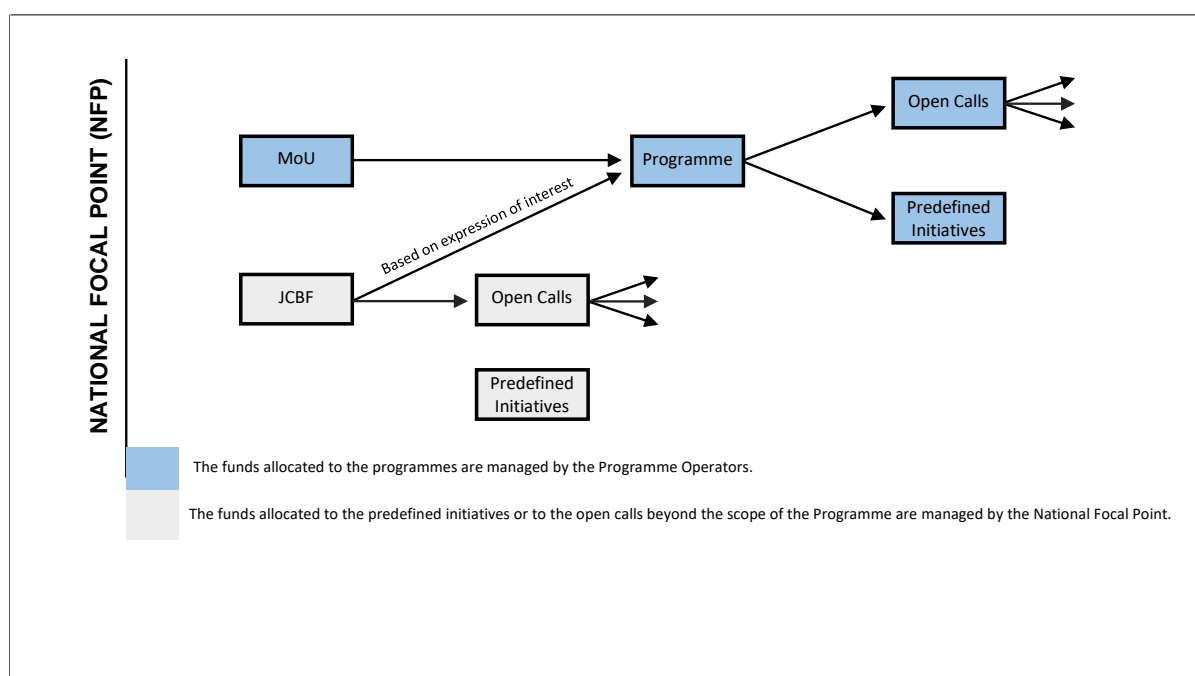 NATIONAL FOCAL POINT (NFP)
Open Calls
MoU
Programme
Based on expression of interest
Predefined
Initiatives
JCBF
Open Calls
Predefined
Initiatives
The funds allocated to the programmes are managed by the Programme Operators.
The funds allocated to the predefined initiatives or to the open calls beyond the scope of the Programme are managed by the National Focal Point.